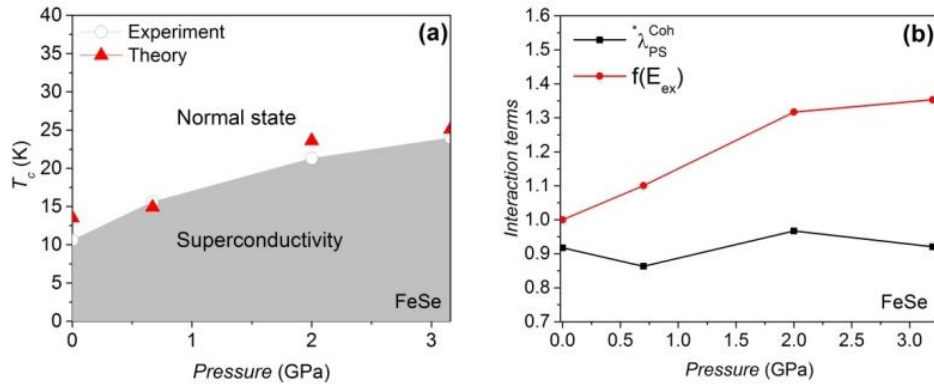 (a)
Experiment
Theory
Normal state
Superconductivity
FeSe
T_c (K)
40
35
30
25
20
15
10
5
0
0 1 2 3
Pressure (GPa)
(b)
*λ_PS^Coh
f(E_ex)
FeSe
Interaction terms
1.6
1.5
1.4
1.3
1.2
1.1
1.0
0.9
0.8
0.7
0.0 0.5 1.0 1.5 2.0 2.5 3.0
Pressure (GPa)